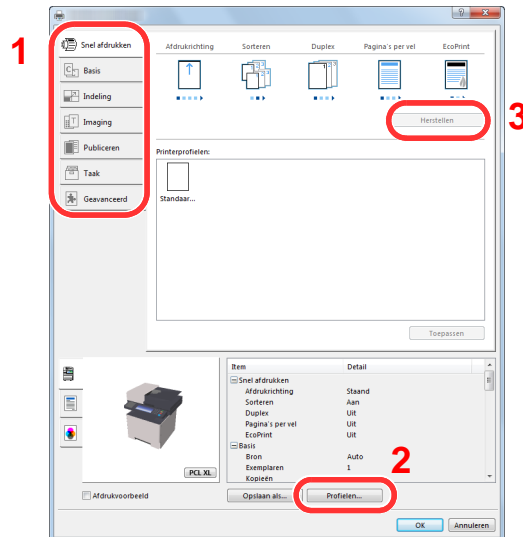 1
Snel afdrukken
Basis
Indeling
Imaging
Publiceren
Taak
Geavanceerd
Afdrukrichting Sorteren Duplex Pagina's per vel EcoPrint
Herstellen
3
Printerprofielen:
Standaar...
Toepassen
Item Detail
Snel afdrukken
Afdrukrichting Staand
Sorteren Aan
Duplex Uit
Pagina's per vel Uit
EcoPrint Uit
Basis
Bron Auto
Exemplaren 1
Kopieën
2
PCL XL
Afdrukvoorbeeld
Opslaan als...
Profielen...
OK Annuleren